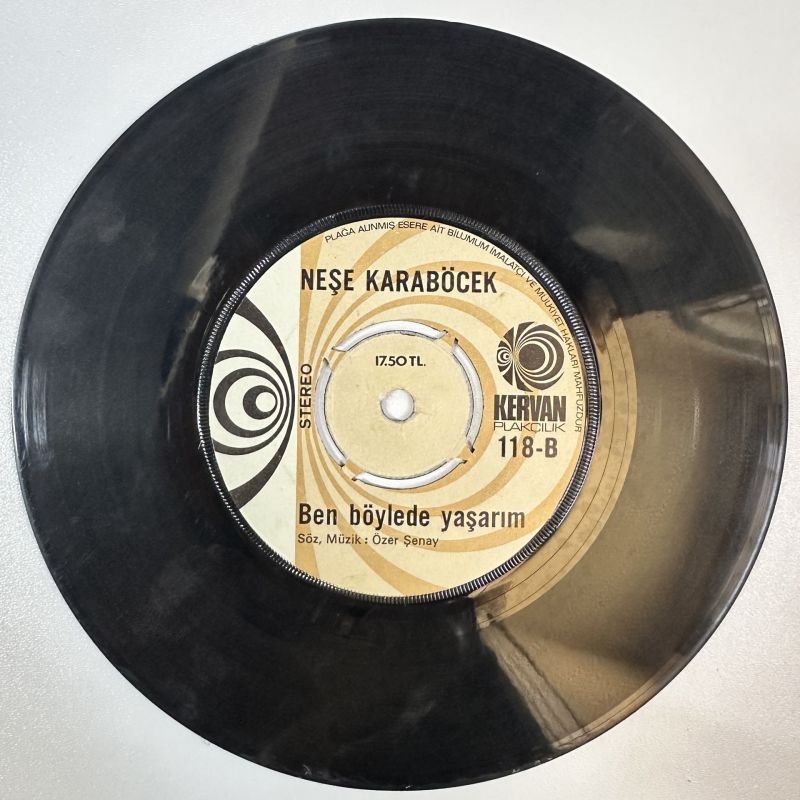 PLAĞA ALINMIŞ ESERE AİT BİLUMUM İMALATÇI VE MÜLKİYET HAKLARI MAHFUZDUR
NEŞE KARABÖCEK
17.50 TL.
STEREO
KERVAN
PLAKÇILIK
118-B
Ben böylede yaşarım
Söz, Müzik : Özer Şenay